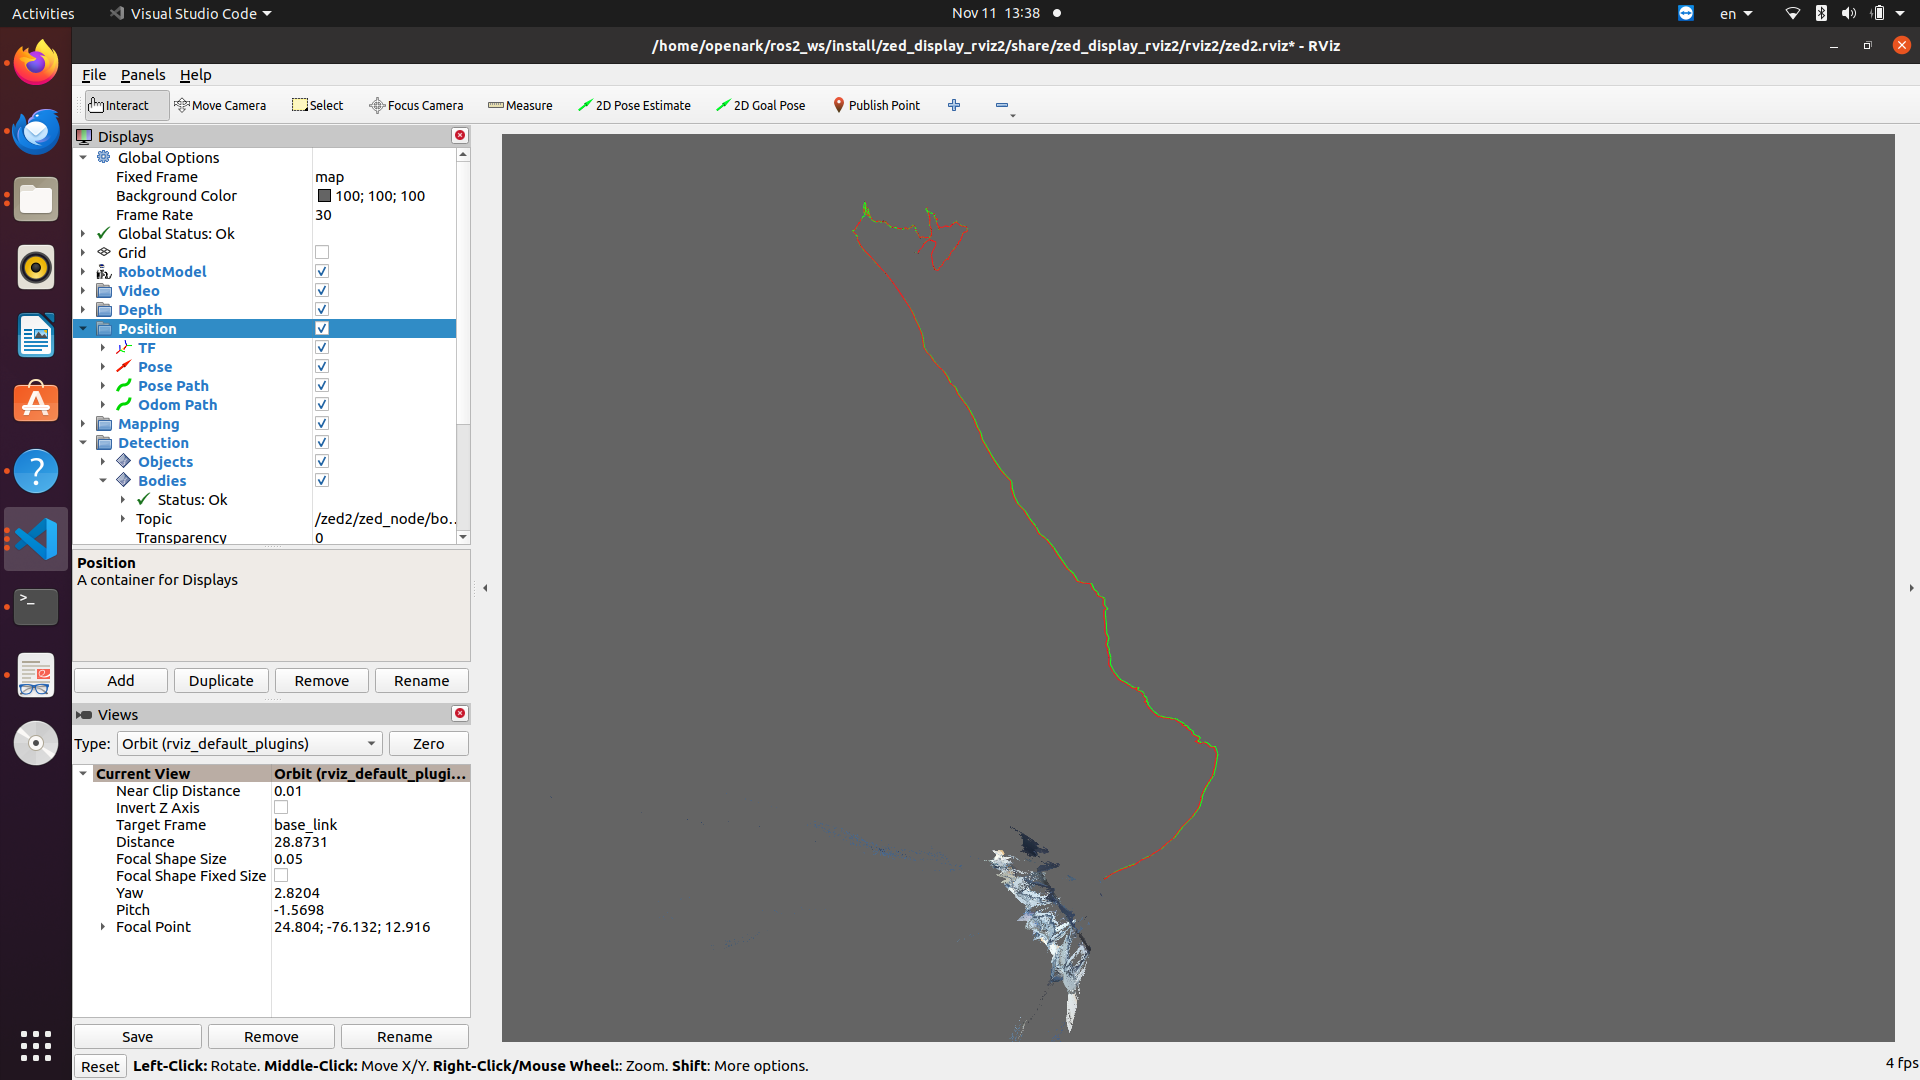 Activities
Visual Studio Code
Nov 11 13:38
en
/home/openark/ros2_ws/install/zed_display_rviz2/share/zed_display_rviz2/rviz2/zed2.rviz* - RViz
File Panels Help
Interact Move Camera Select Focus Camera Measure 2D Pose Estimate 2D Goal Pose Publish Point
Displays
Global Options
Fixed Frame map
Background Color 100; 100; 100
Frame Rate 30
Global Status: Ok
Grid
RobotModel
Video
Depth
Position
TF
Pose
Pose Path
Odom Path
Mapping
Detection
Objects
Bodies
Status: Ok
Topic /zed2/zed_node/bo...
Transparency 0
Position
A container for Displays
Add Duplicate Remove Rename
Views
Type: Orbit (rviz_default_plugins) Zero
Current View Orbit (rviz_default_plugi...
Near Clip Distance 0.01
Invert Z Axis
Target Frame base_link
Distance 28.8731
Focal Shape Size 0.05
Focal Shape Fixed Size
Yaw 2.8204
Pitch -1.5698
Focal Point 24.804; -76.132; 12.916
Save Remove Rename
Reset Left-Click: Rotate. Middle-Click: Move X/Y. Right-Click/Mouse Wheel:: Zoom. Shift: More options.
4 fps